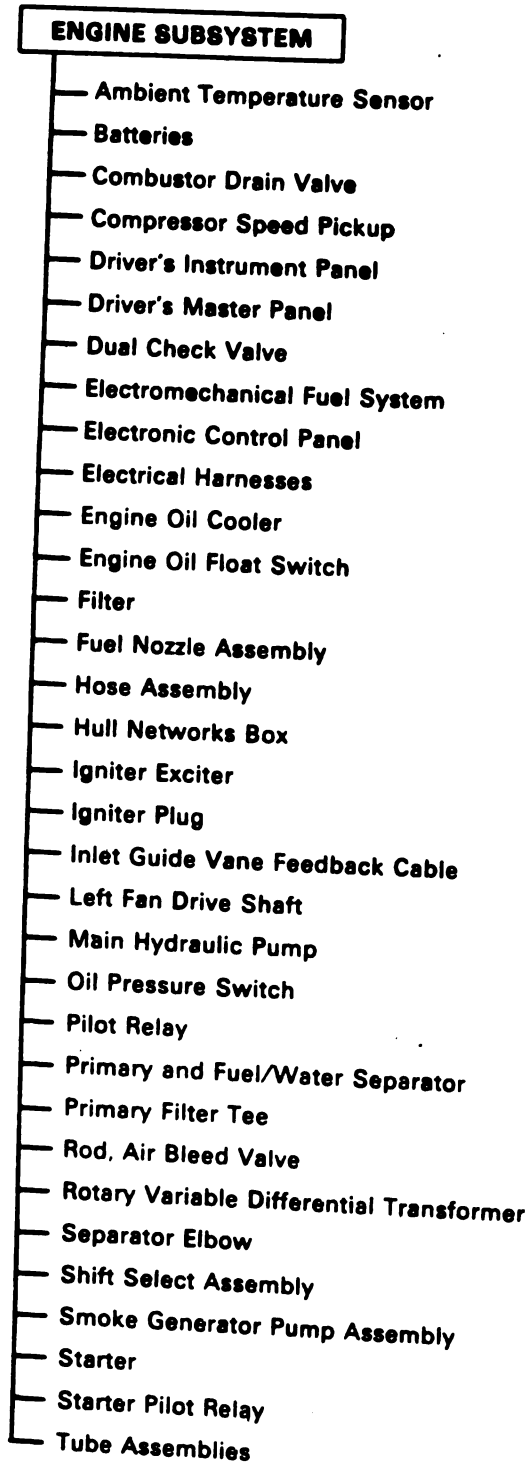 ENGINE SUBSYSTEM
Ambient Temperature Sensor
Batteries
Combustor Drain Valve
Compressor Speed Pickup
Driver's Instrument Panel
Driver's Master Panel
Dual Check Valve
Electromechanical Fuel System
Electronic Control Panel
Electrical Harnesses
Engine Oil Cooler
Engine Oil Float Switch
Filter
Fuel Nozzle Assembly
Hose Assembly
Hull Networks Box
Igniter Exciter
Igniter Plug
Inlet Guide Vane Feedback Cable
Left Fan Drive Shaft
Main Hydraulic Pump
Oil Pressure Switch
Pilot Relay
Primary and Fuel/Water Separator
Primary Filter Tee
Rod, Air Bleed Valve
Rotary Variable Differential Transformer
Separator Elbow
Shift Select Assembly
Smoke Generator Pump Assembly
Starter
Starter Pilot Relay
Tube Assemblies